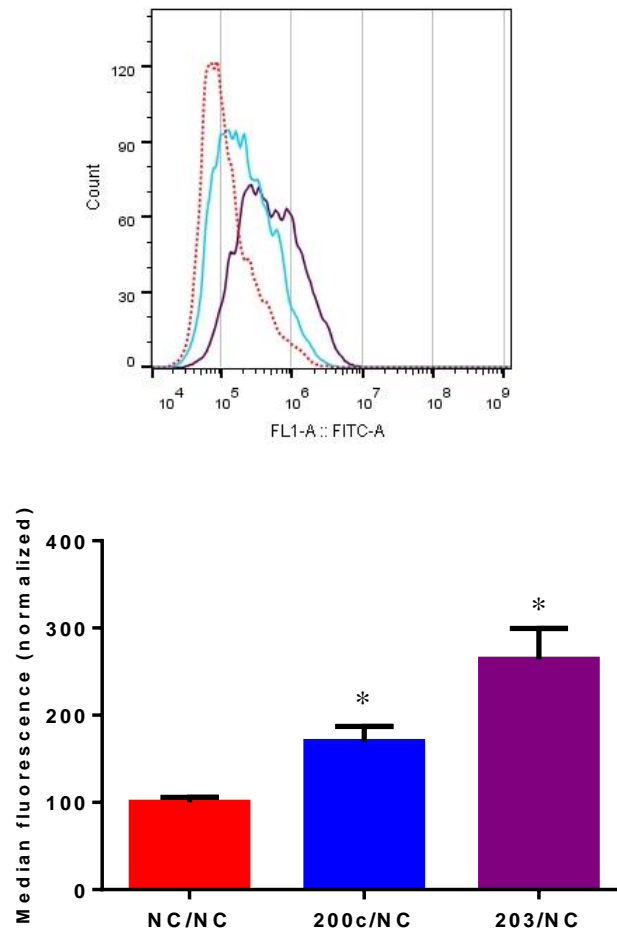 120
90
60
30
0
Count
10^4 10^5 10^6 10^7 10^8 10^9
FL1-A :: FITC-A
Median fluorescence (normalized)
400
300
200
100
0
* *
NC/NC 200c/NC 203/NC